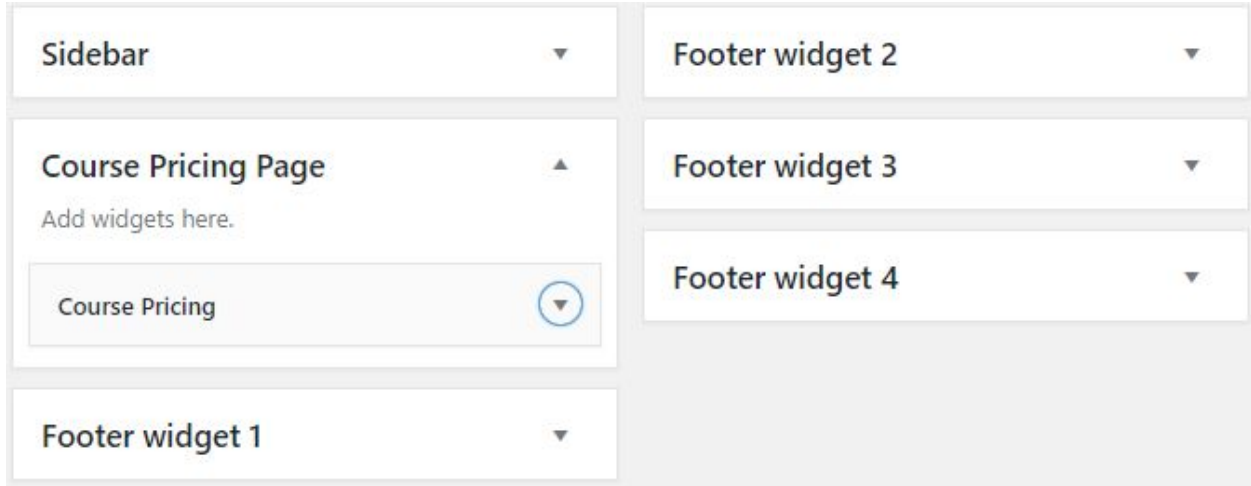 Sidebar
Course Pricing Page
Add widgets here.
Course Pricing
Footer widget 1
Footer widget 2
Footer widget 3
Footer widget 4